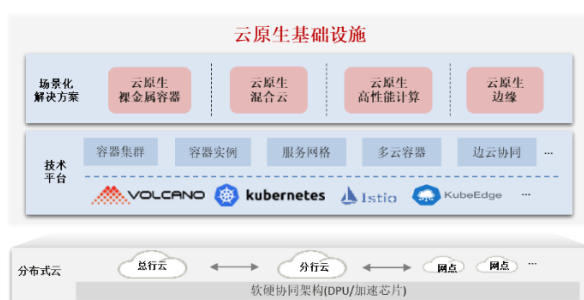 云原生基础设施
场景化
解决方案
云原生
裸金属容器
云原生
混合云
云原生
高性能计算
云原生
边缘
技术
平台
容器集群 容器实例 服务网格 多云容器 边云协同 ...
VOLCANO kubernetes Istio KubeEdge ...
分布式云 总行云 分行云 网点 网点 ...
软硬协同架构(DPU/加速芯片)